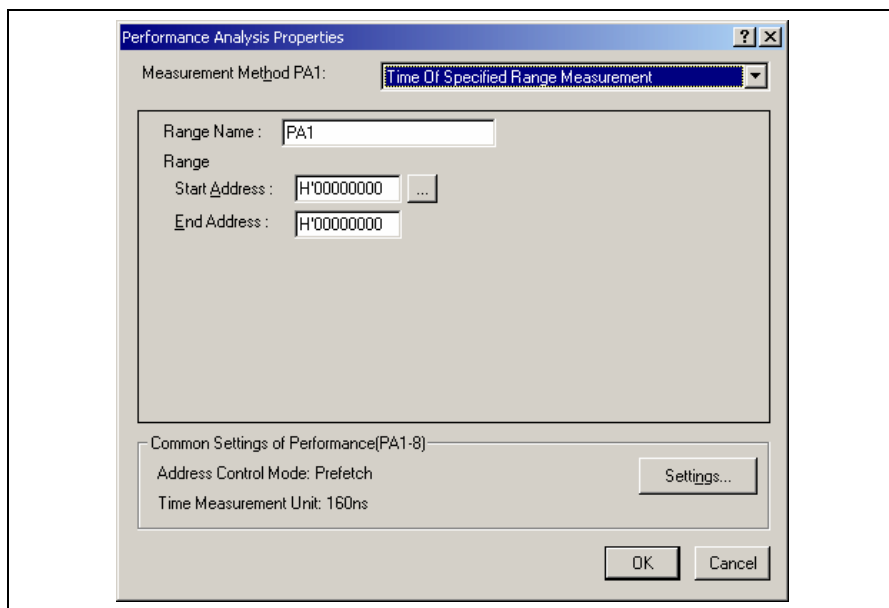 Performance Analysis Properties
Measurement Method PA1: Time Of Specified Range Measurement
Range Name : PA1
Range
Start Address : H'00000000 ...
End Address : H'00000000
Common Settings of Performance(PA1-8)
Address Control Mode: Prefetch
Settings...
Time Measurement Unit: 160ns
OK Cancel